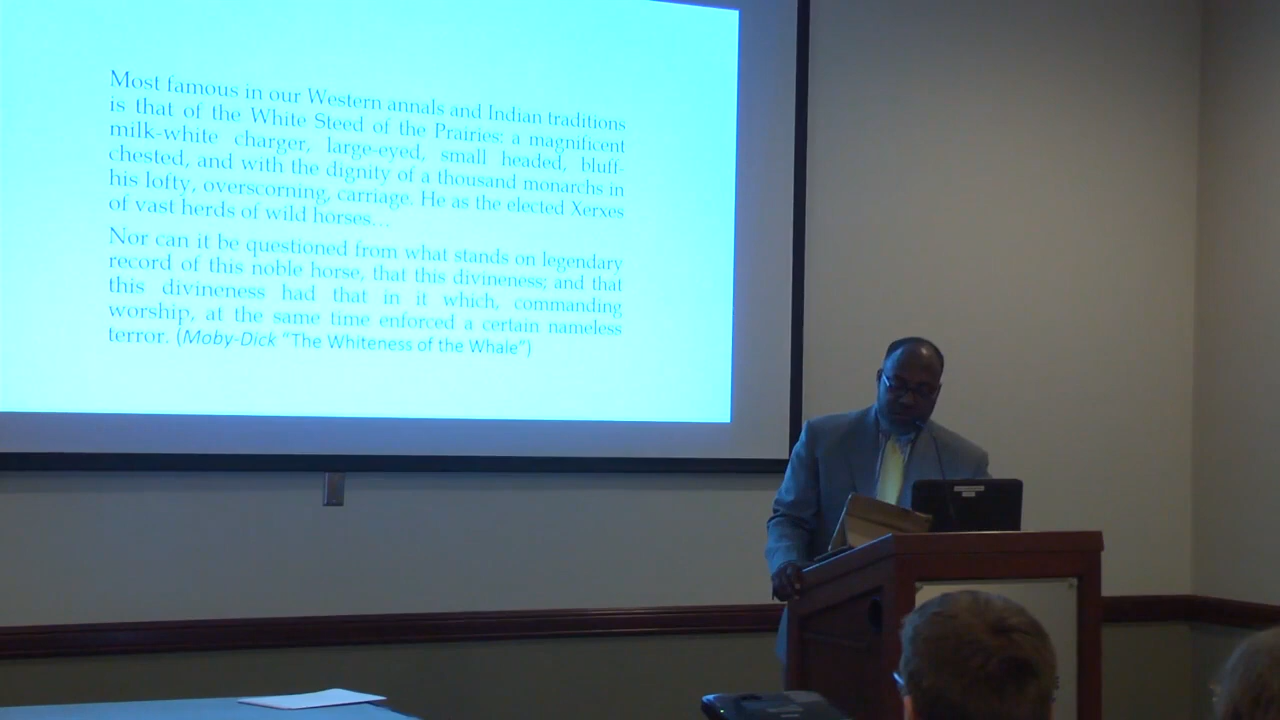 Most famous in our Western annals and Indian traditions
is that of the White Steed of the Prairies: a magnificent
milk-white charger, large-eyed, small headed, bluff-
chested, and with the dignity of a thousand monarchs in
his lofty, overscorning, carriage. He as the elected Xerxes
of vast herds of wild horses…
Nor can it be questioned from what stands on legendary
record of this noble horse, that this divineness; and that
this divineness had that in it which, commanding
worship, at the same time enforced a certain nameless
terror. (Moby-Dick “The Whiteness of the Whale”)